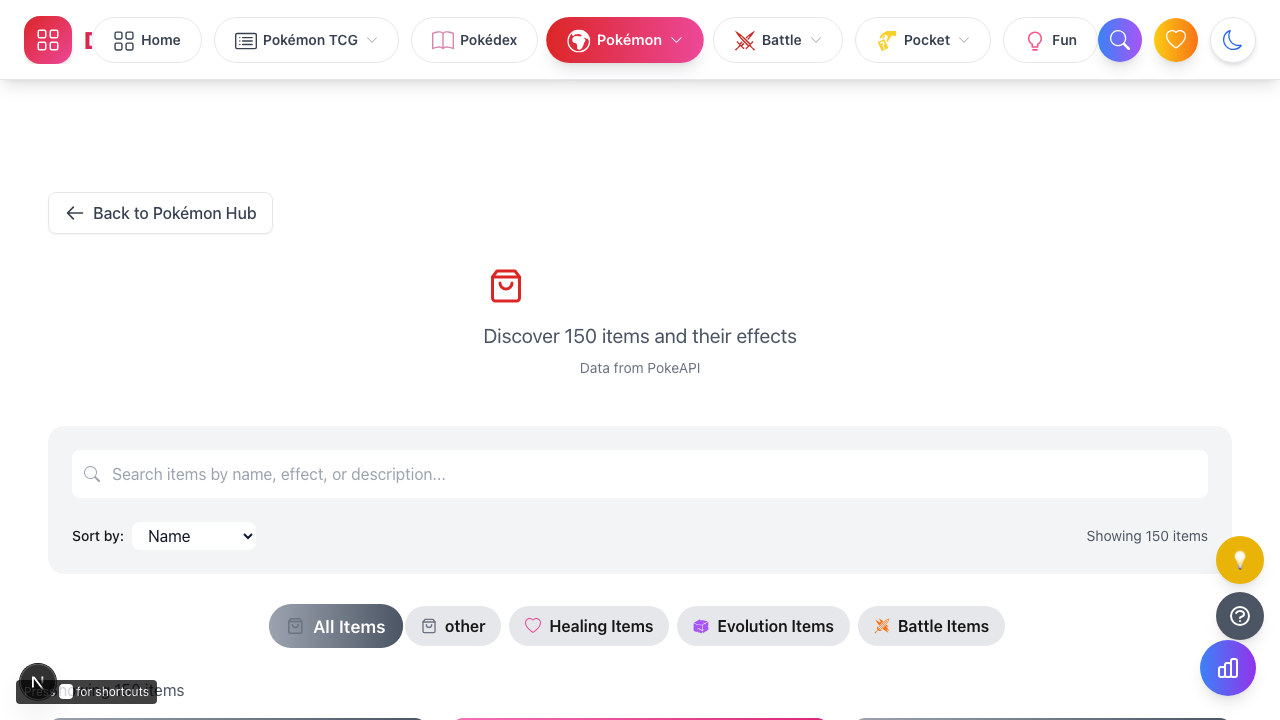 Home
Pokémon TCG
Pokédex
Pokémon
Battle
Pocket
Fun
Back to Pokémon Hub
Discover 150 items and their effects
Data from PokeAPI
Search items by name, effect, or description...
Sort by:
Name
Showing 150 items
All Items
other
Healing Items
Evolution Items
Battle Items
150 items
N
for shortcuts